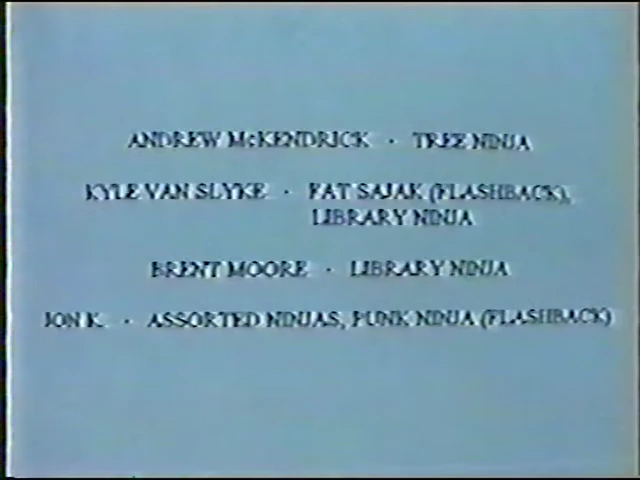 ANDREW McKENDRICK · TREE NINJA
KYLE VAN SLYKE · PAT SAJAK (FLASHBACK),
LIBRARY NINJA
BRENT MOORE · LIBRARY NINJA
JON K. · ASSORTED NINJAS, PUNK NINJA (FLASHBACK)